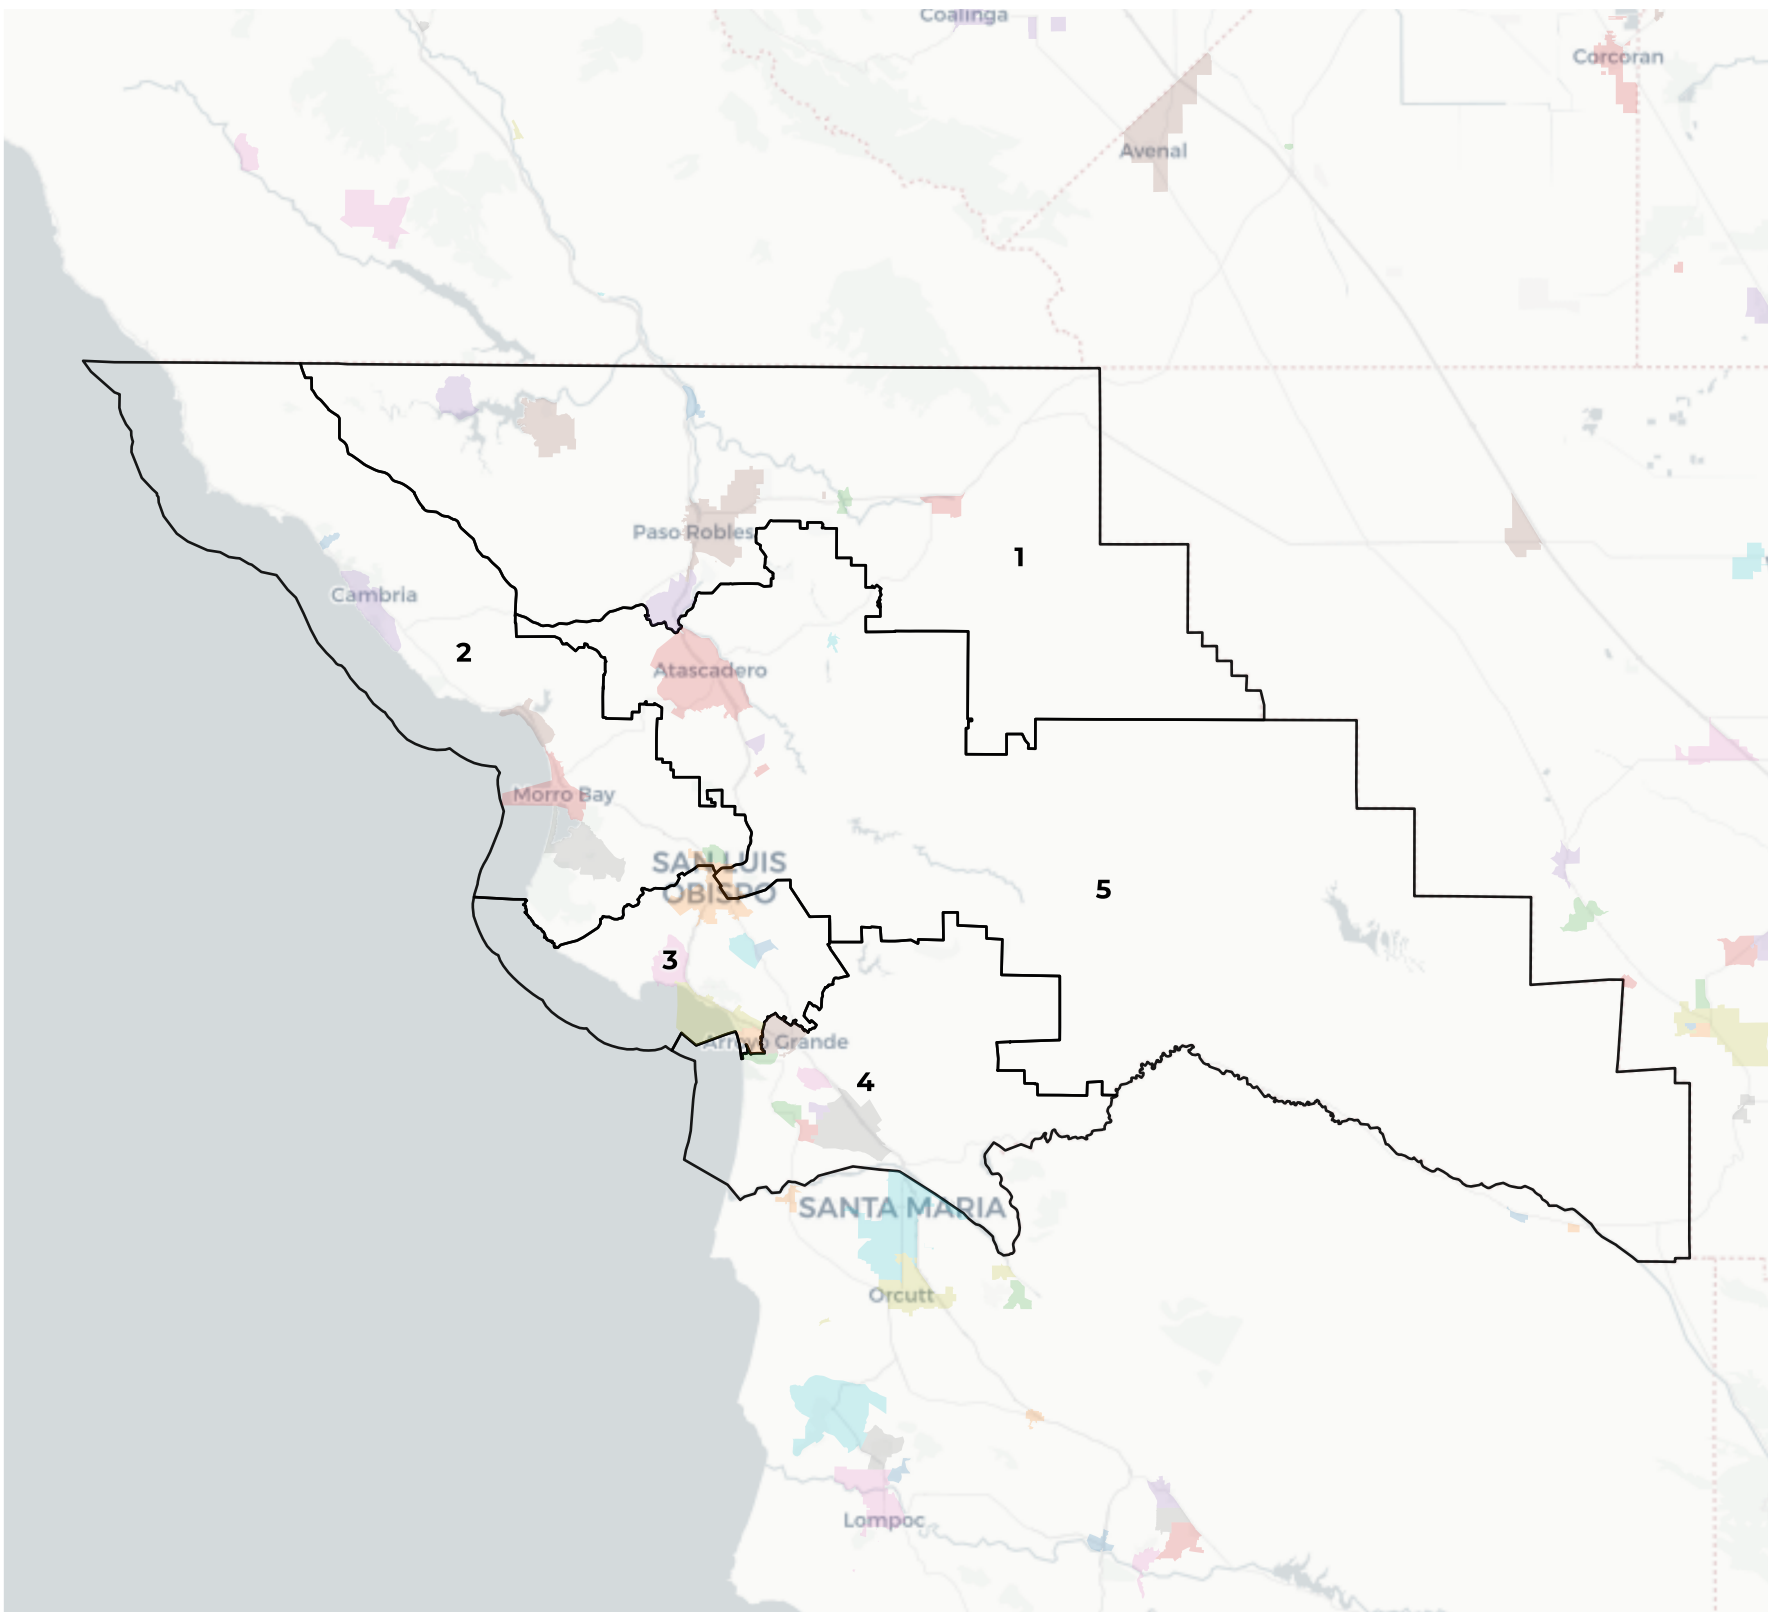 Coalinga
Corcoran
Avenal
Paso Robles
1
Cambria
2
Atascadero
Morro Bay
SAN LUIS
OBISPO
5
3
Arroyo Grande
4
SANTA MARIA
Orcutt
Lompoc